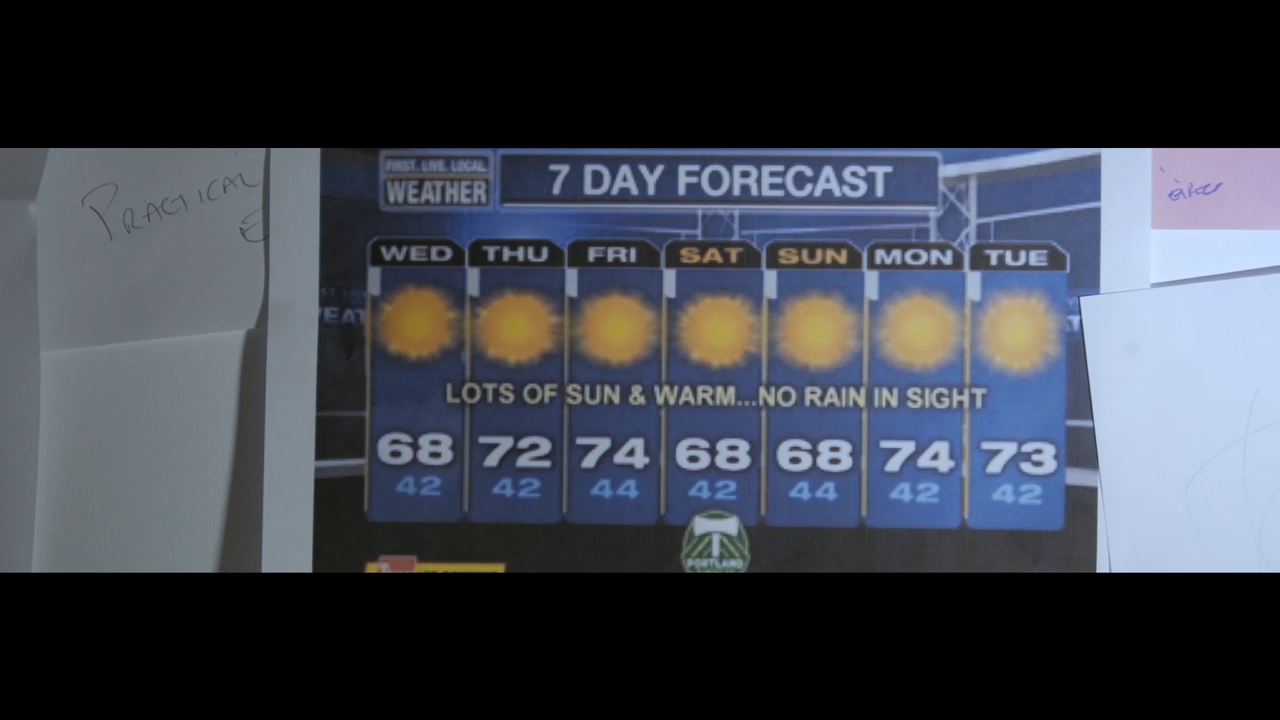 PRACTICAL
E
FIRST. LIVE. LOCAL.
WEATHER
7 DAY FORECAST
WED THU FRI SAT SUN MON TUE
LOTS OF SUN & WARM...NO RAIN IN SIGHT
68 72 74 68 68 74 73
42 42 44 42 44 42 42
PORTLAND